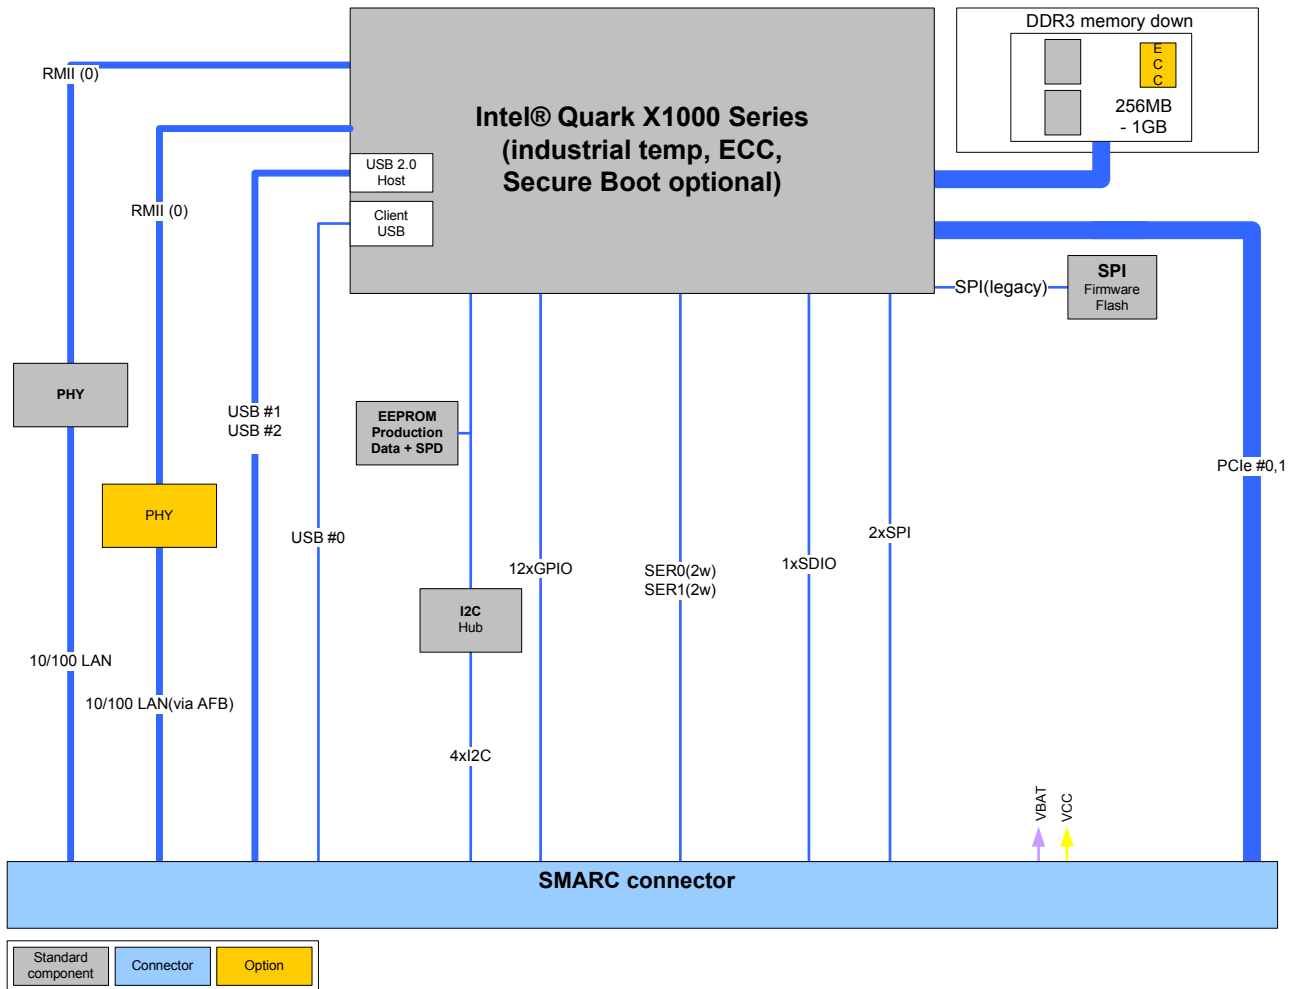 DDR3 memory down
E
C
C
256MB
- 1GB
RMII (0)
Intel® Quark X1000 Series
(industrial temp, ECC,
Secure Boot optional)
USB 2.0
Host
Client
USB
RMII (0)
SPI(legacy)
SPI
Firmware
Flash
PHY
USB #1
USB #2
EEPROM
Production
Data + SPD
PCIe #0,1
PHY
USB #0
12xGPIO
SER0(2w)
SER1(2w)
1xSDIO
2xSPI
I2C
Hub
10/100 LAN
10/100 LAN(via AFB)
4xI2C
VBAT
VCC
SMARC connector
Standard
component
Connector
Option